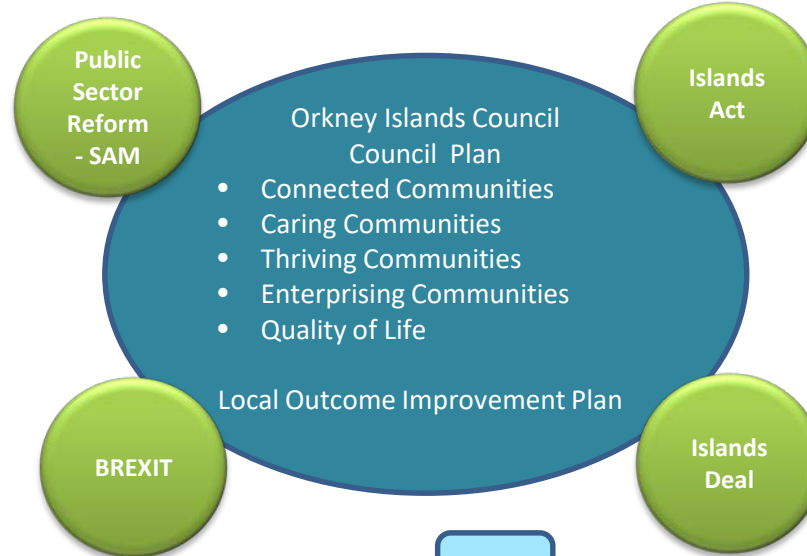 Public
Sector
Reform
- SAM
Islands
Act
Orkney Islands Council
Council Plan
• Connected Communities
• Caring Communities
• Thriving Communities
• Enterprising Communities
• Quality of Life
Local Outcome Improvement Plan
BREXIT
Islands
Deal